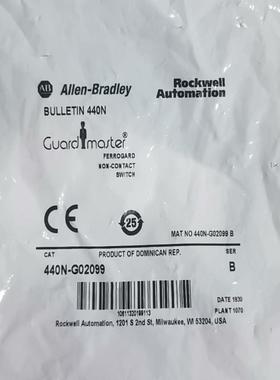 AB Allen-Bradley
Rockwell Automation
BULLETIN 440N
Guardmaster®
FERROGARD
NON-CONTACT
SWITCH
CE
25
MAT NO 440N-G02099 B
CAT PRODUCT OF DOMINICAN REP. SER
440N-G02099 B
DATE 1930
PLANT 1070
Rockwell Automation, 1201 S 2nd St, Milwaukee, WI 53204, USA